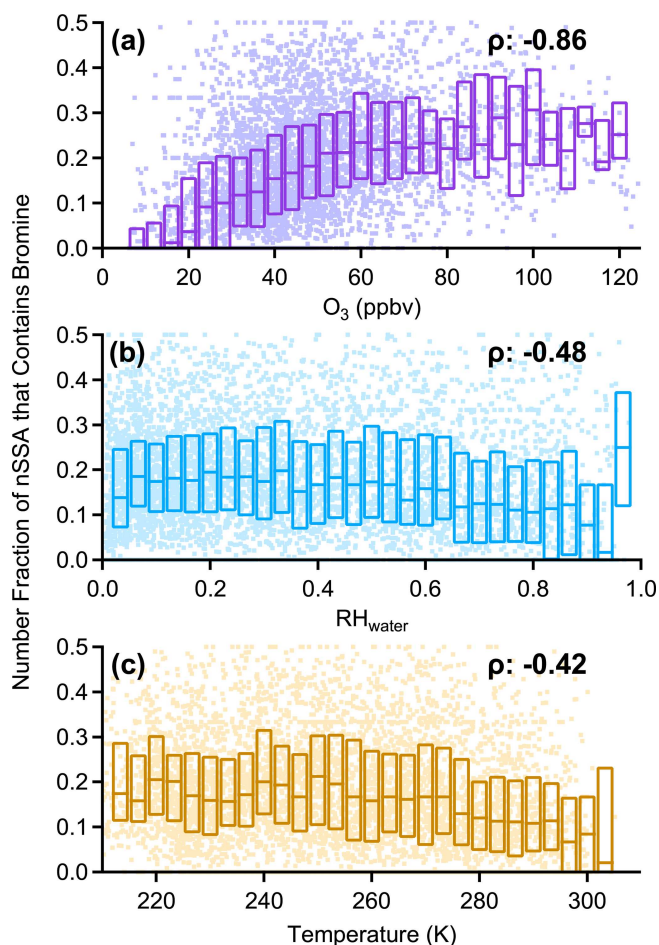 Number Fraction of nSSA that Contains Bromine
(a)
ρ: -0.86
0.5
0.4
0.3
0.2
0.1
0.0
0 20 40 60 80 100 120
O₃ (ppbv)
(b)
ρ: -0.48
0.5
0.4
0.3
0.2
0.1
0.0
0.0 0.2 0.4 0.6 0.8 1.0
RH_water
(c)
ρ: -0.42
0.5
0.4
0.3
0.2
0.1
0.0
220 240 260 280 300
Temperature (K)